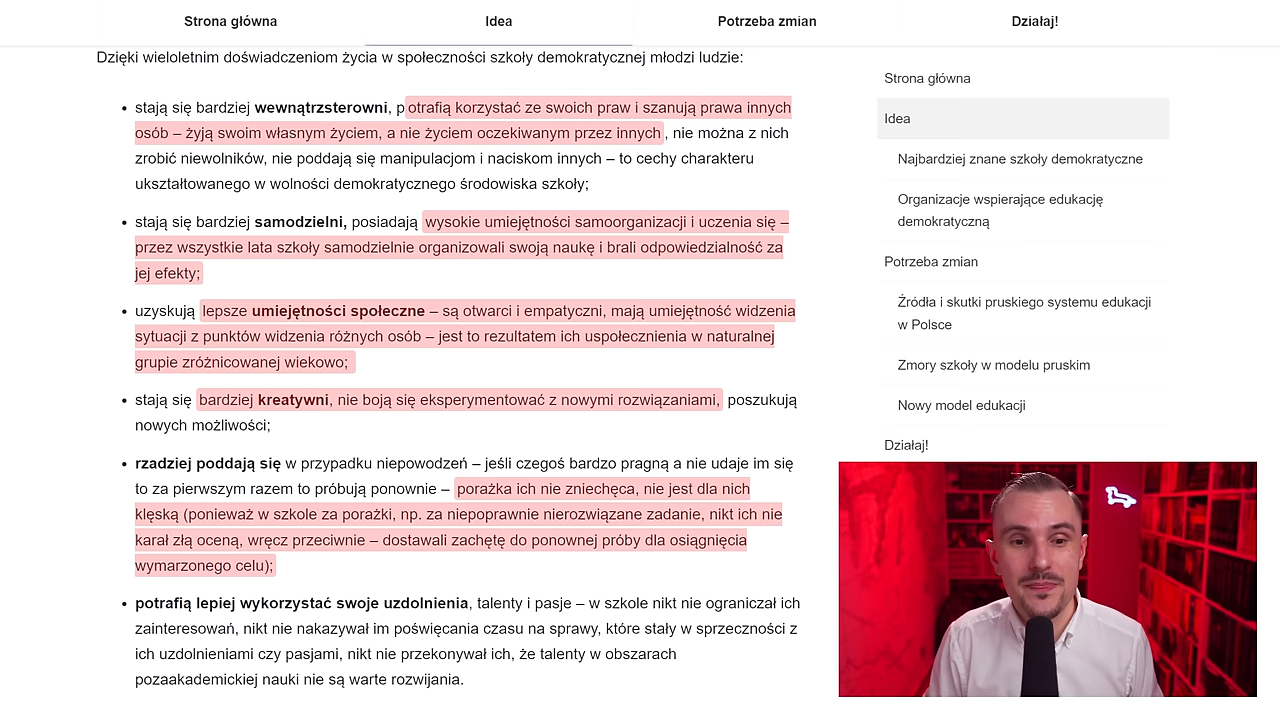 Strona główna
Idea
Potrzeba zmian
Działaj!
Dzięki wieloletnim doświadczeniom życia w społeczności szkoły demokratycznej młodzi ludzie:
• stają się bardziej wewnątrzsterowni, potrafią korzystać ze swoich praw i szanują prawa innych
osób – żyją swoim własnym życiem, a nie życiem oczekiwanym przez innych, nie można z nich
zrobić niewolników, nie poddają się manipulacjom i naciskom innych – to cechy charakteru
ukształtowanego w wolności demokratycznego środowiska szkoły;
• stają się bardziej samodzielni, posiadają wysokie umiejętności samoorganizacji i uczenia się –
przez wszystkie lata szkoły samodzielnie organizowali swoją naukę i brali odpowiedzialność za
jej efekty;
• uzyskują lepsze umiejętności społeczne – są otwarci i empatyczni, mają umiejętność widzenia
sytuacji z punktów widzenia różnych osób – jest to rezultatem ich uspołecznienia w naturalnej
grupie zróżnicowanej wiekowo;
• stają się bardziej kreatywni, nie boją się eksperymentować z nowymi rozwiązaniami, poszukują
nowych możliwości;
• rzadziej poddają się w przypadku niepowodzeń – jeśli czegoś bardzo pragną a nie udaje im się
to za pierwszym razem to próbują ponownie – porażka ich nie zniechęca, nie jest dla nich
klęską (ponieważ w szkole za porażki, np. za niepoprawnie nierozwiązane zadanie, nikt ich nie
karał złą oceną, wręcz przeciwnie – dostawali zachętę do ponownej próby dla osiągnięcia
wymarzonego celu);
• potrafią lepiej wykorzystać swoje uzdolnienia, talenty i pasje – w szkole nikt nie ograniczał ich
zainteresowań, nikt nie nakazywał im poświęcania czasu na sprawy, które stały w sprzeczności z
ich uzdolnieniami czy pasjami, nikt nie przekonywał ich, że talenty w obszarach
pozaakademickiej nauki nie są warte rozwijania.
Strona główna
Idea
Najbardziej znane szkoły demokratyczne
Organizacje wspierające edukację
demokratyczną
Potrzeba zmian
Źródła i skutki pruskiego systemu edukacji
w Polsce
Zmory szkoły w modelu pruskim
Nowy model edukacji
Działaj!